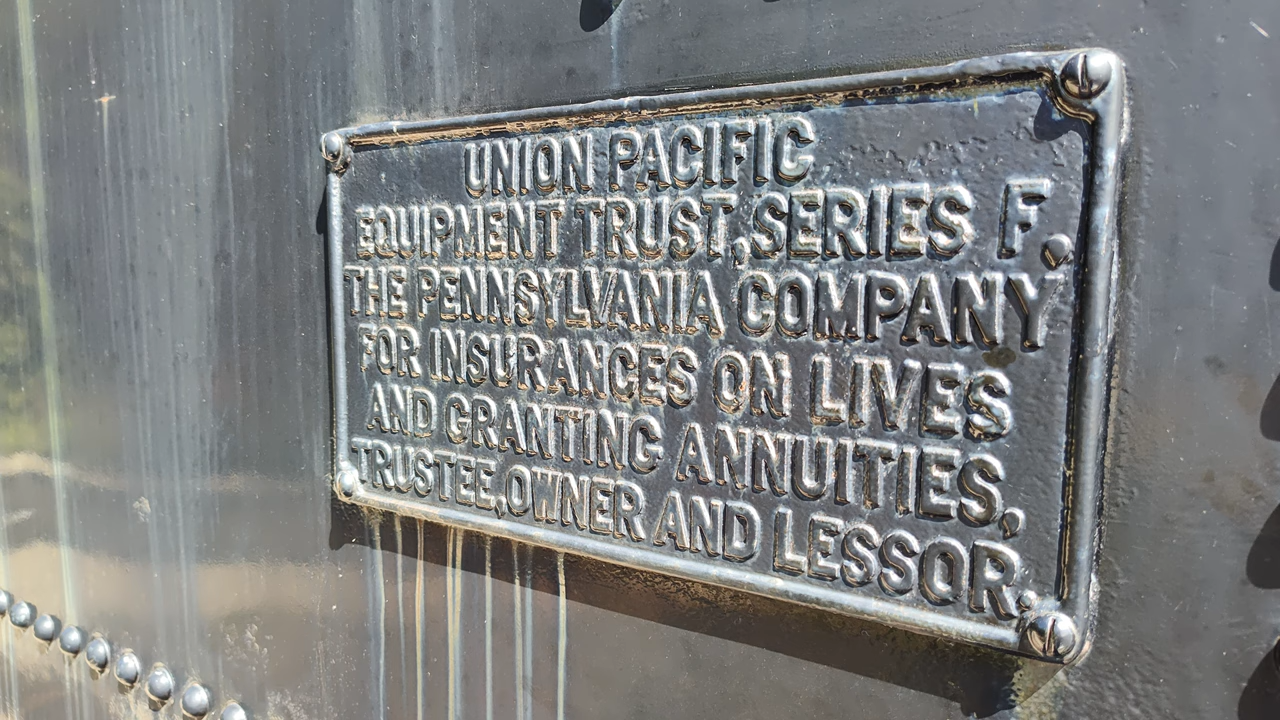 UNION PACIFIC
EQUIPMENT TRUST, SERIES F.
THE PENNSYLVANIA COMPANY
FOR INSURANCES ON LIVES
AND GRANTING ANNUITIES,
TRUSTEE, OWNER AND LESSOR.